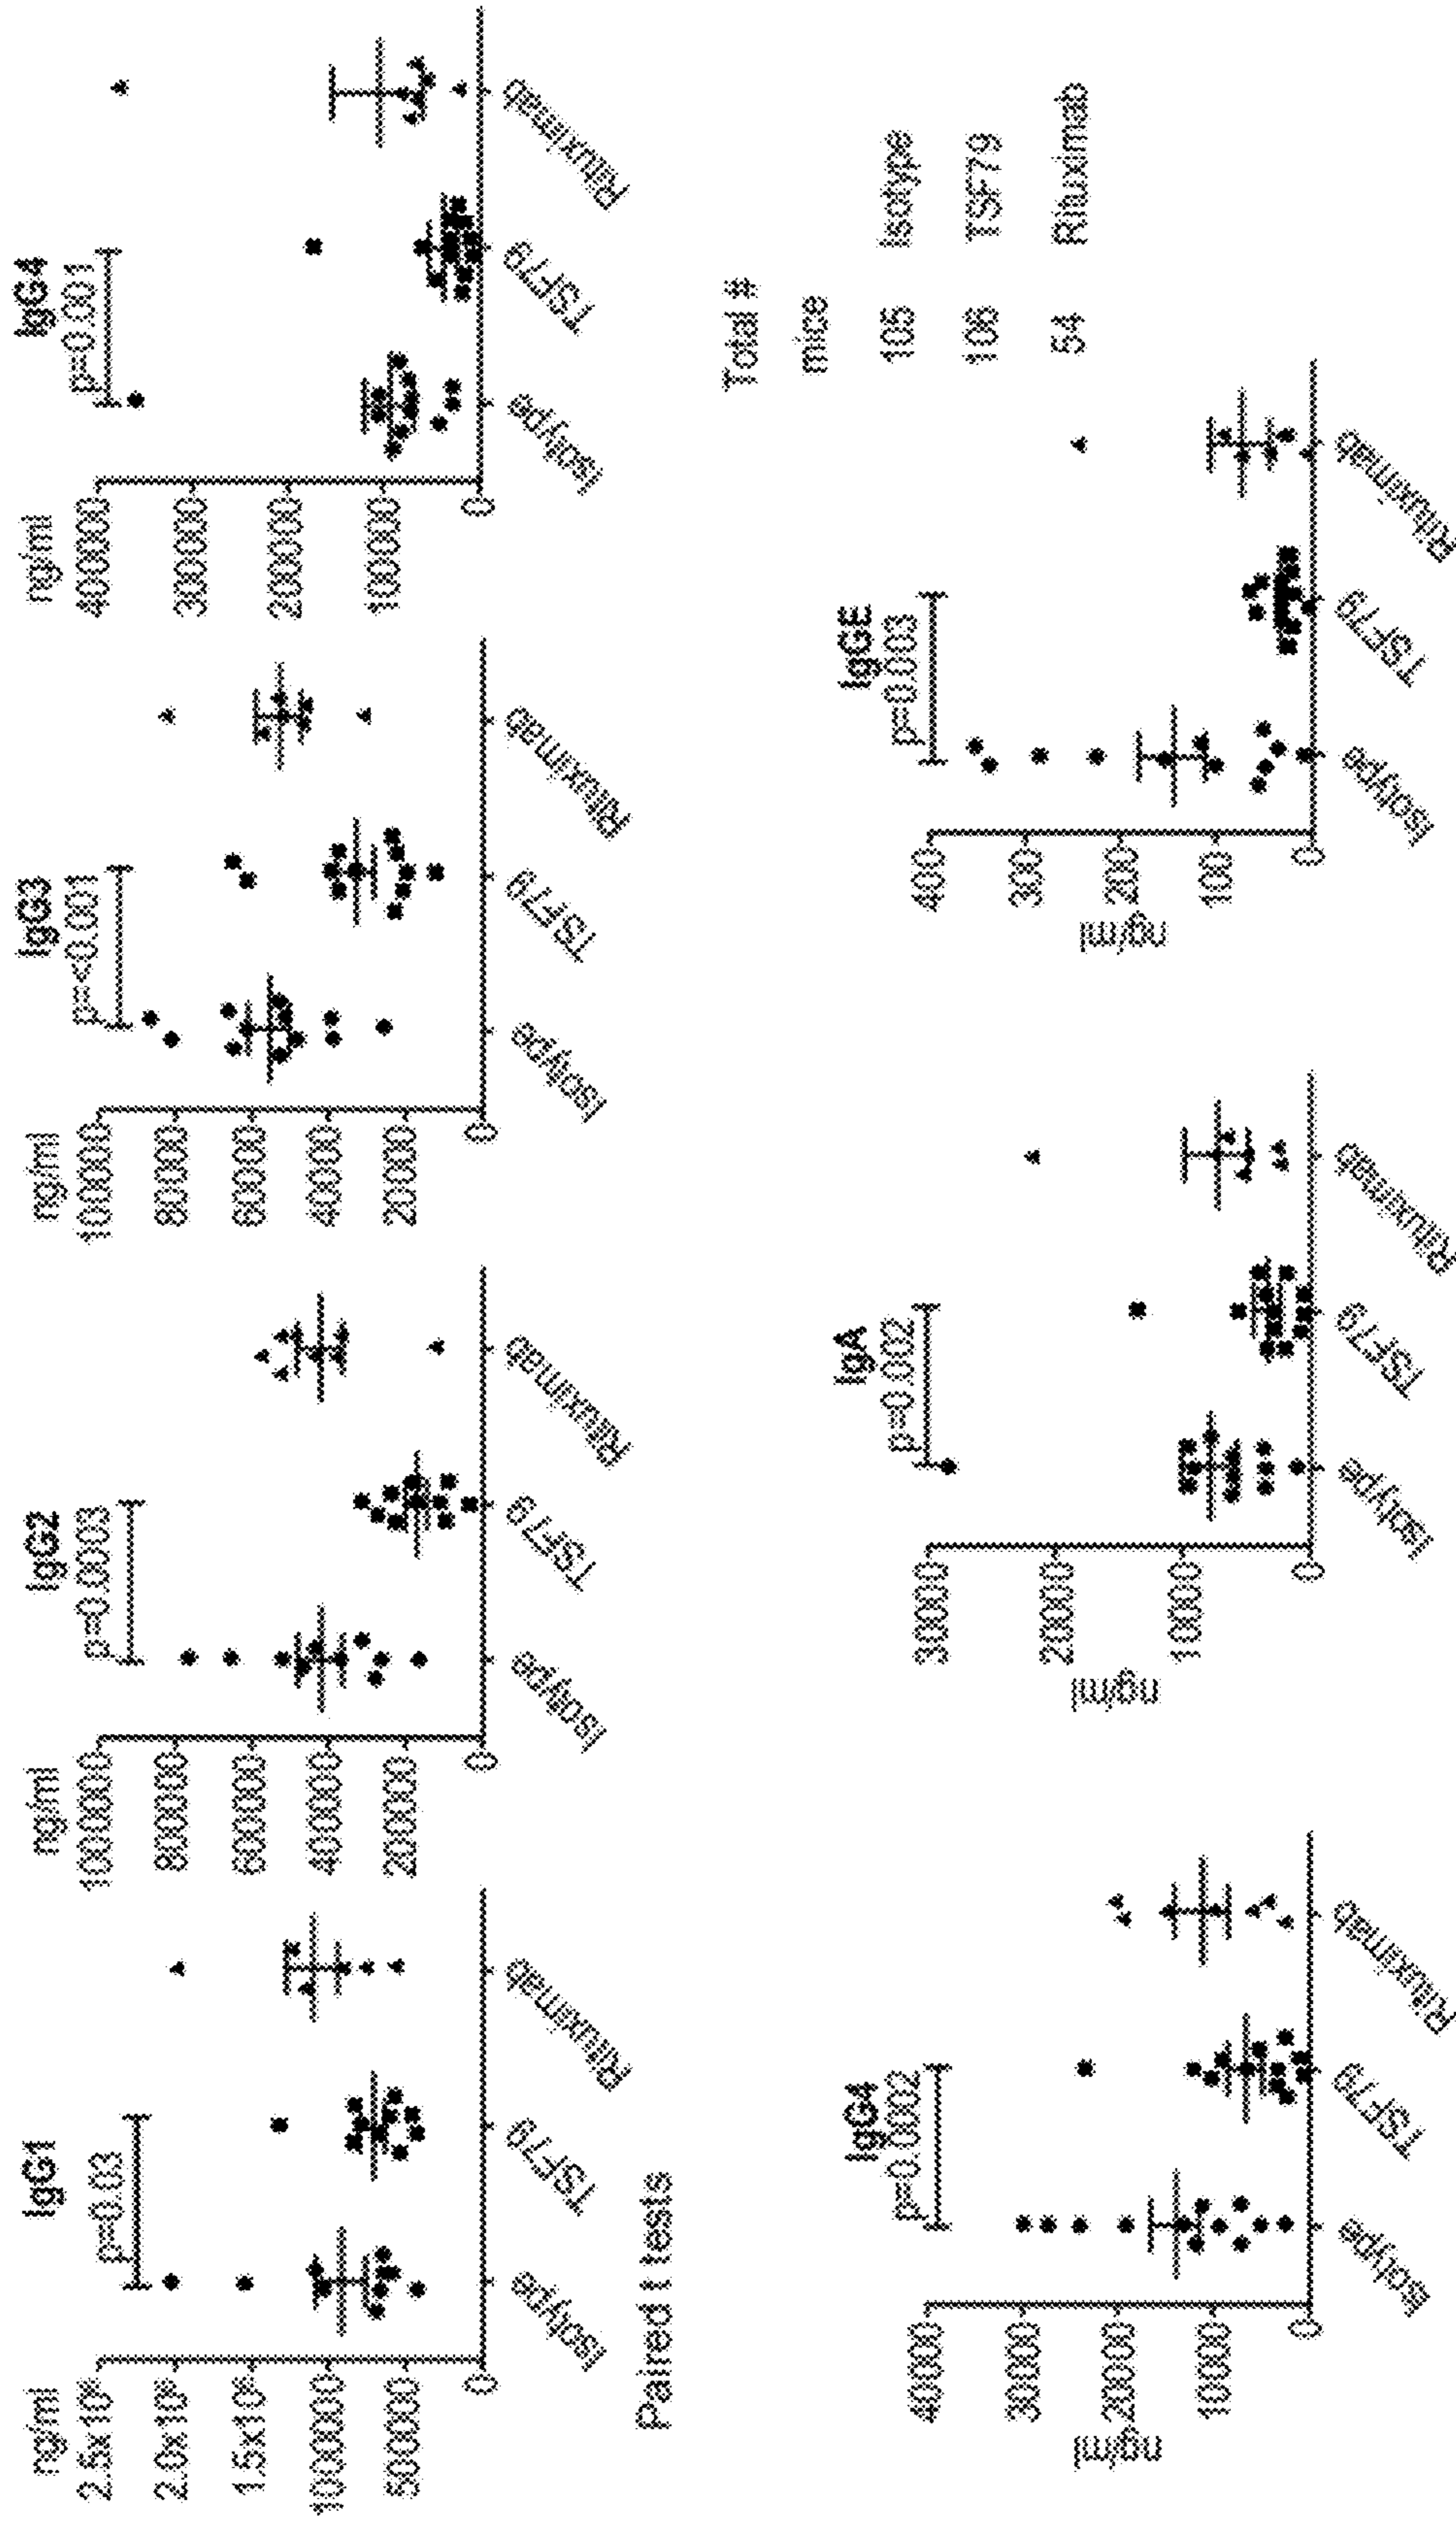 IgG1
p=0.03
ng/ml
2.5x10⁶
2.0x10⁶
1.5x10⁶
1000000
500000
0
Isotype
TSF79
Rituximab
IgG2
p=0.0003
ng/ml
1000000
800000
600000
400000
200000
0
Isotype
TSF79
Rituximab
IgG3
p=<0.001
ng/ml
100000
80000
60000
40000
20000
0
Isotype
TSF79
Rituximab
IgG4
p=0.001
ng/ml
400000
300000
200000
100000
0
Isotype
TSF79
Rituximab
Paired t tests
IgG4
p=0.0002
ng/ml
40000
30000
20000
10000
0
Isotype
TSF79
Rituximab
IgA
p=0.002
ng/ml
30000
20000
10000
0
Isotype
TSF79
Rituximab
IgGE
p=0.003
ng/ml
400
300
200
100
0
Isotype
TSF79
Rituximab
Total #
mice
105 Isotype
106 TSF79
54 Rituximab